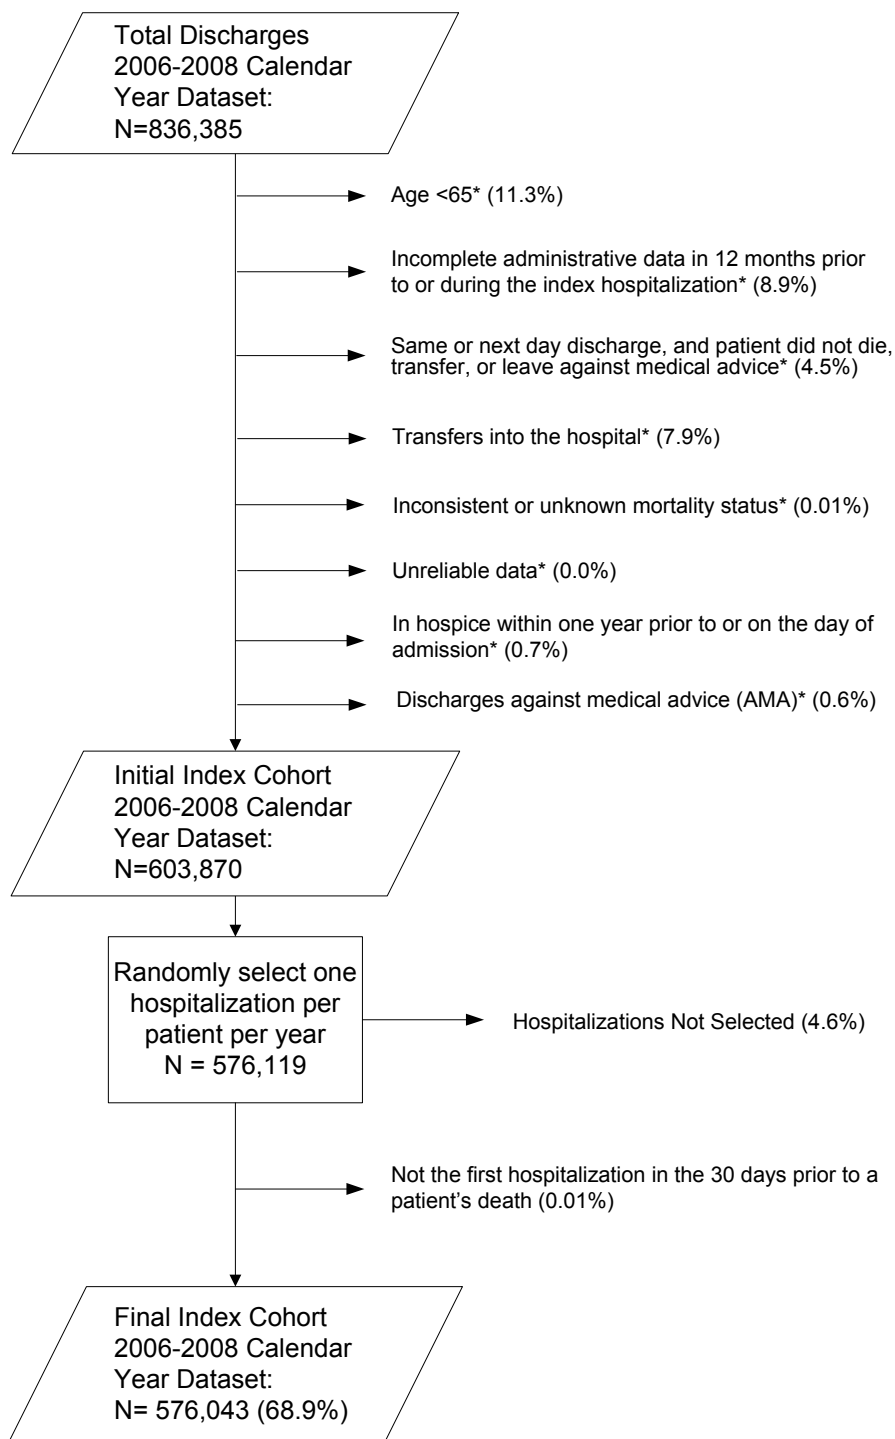 Total Discharges
2006-2008 Calendar
Year Dataset:
N=836,385
Age <65* (11.3%)
Incomplete administrative data in 12 months prior
to or during the index hospitalization* (8.9%)
Same or next day discharge, and patient did not die,
transfer, or leave against medical advice* (4.5%)
Transfers into the hospital* (7.9%)
Inconsistent or unknown mortality status* (0.01%)
Unreliable data* (0.0%)
In hospice within one year prior to or on the day of
admission* (0.7%)
Discharges against medical advice (AMA)* (0.6%)
Initial Index Cohort
2006-2008 Calendar
Year Dataset:
N=603,870
Randomly select one
hospitalization per
patient per year
N = 576,119
Hospitalizations Not Selected (4.6%)
Not the first hospitalization in the 30 days prior to a
patient's death (0.01%)
Final Index Cohort
2006-2008 Calendar
Year Dataset:
N= 576,043 (68.9%)